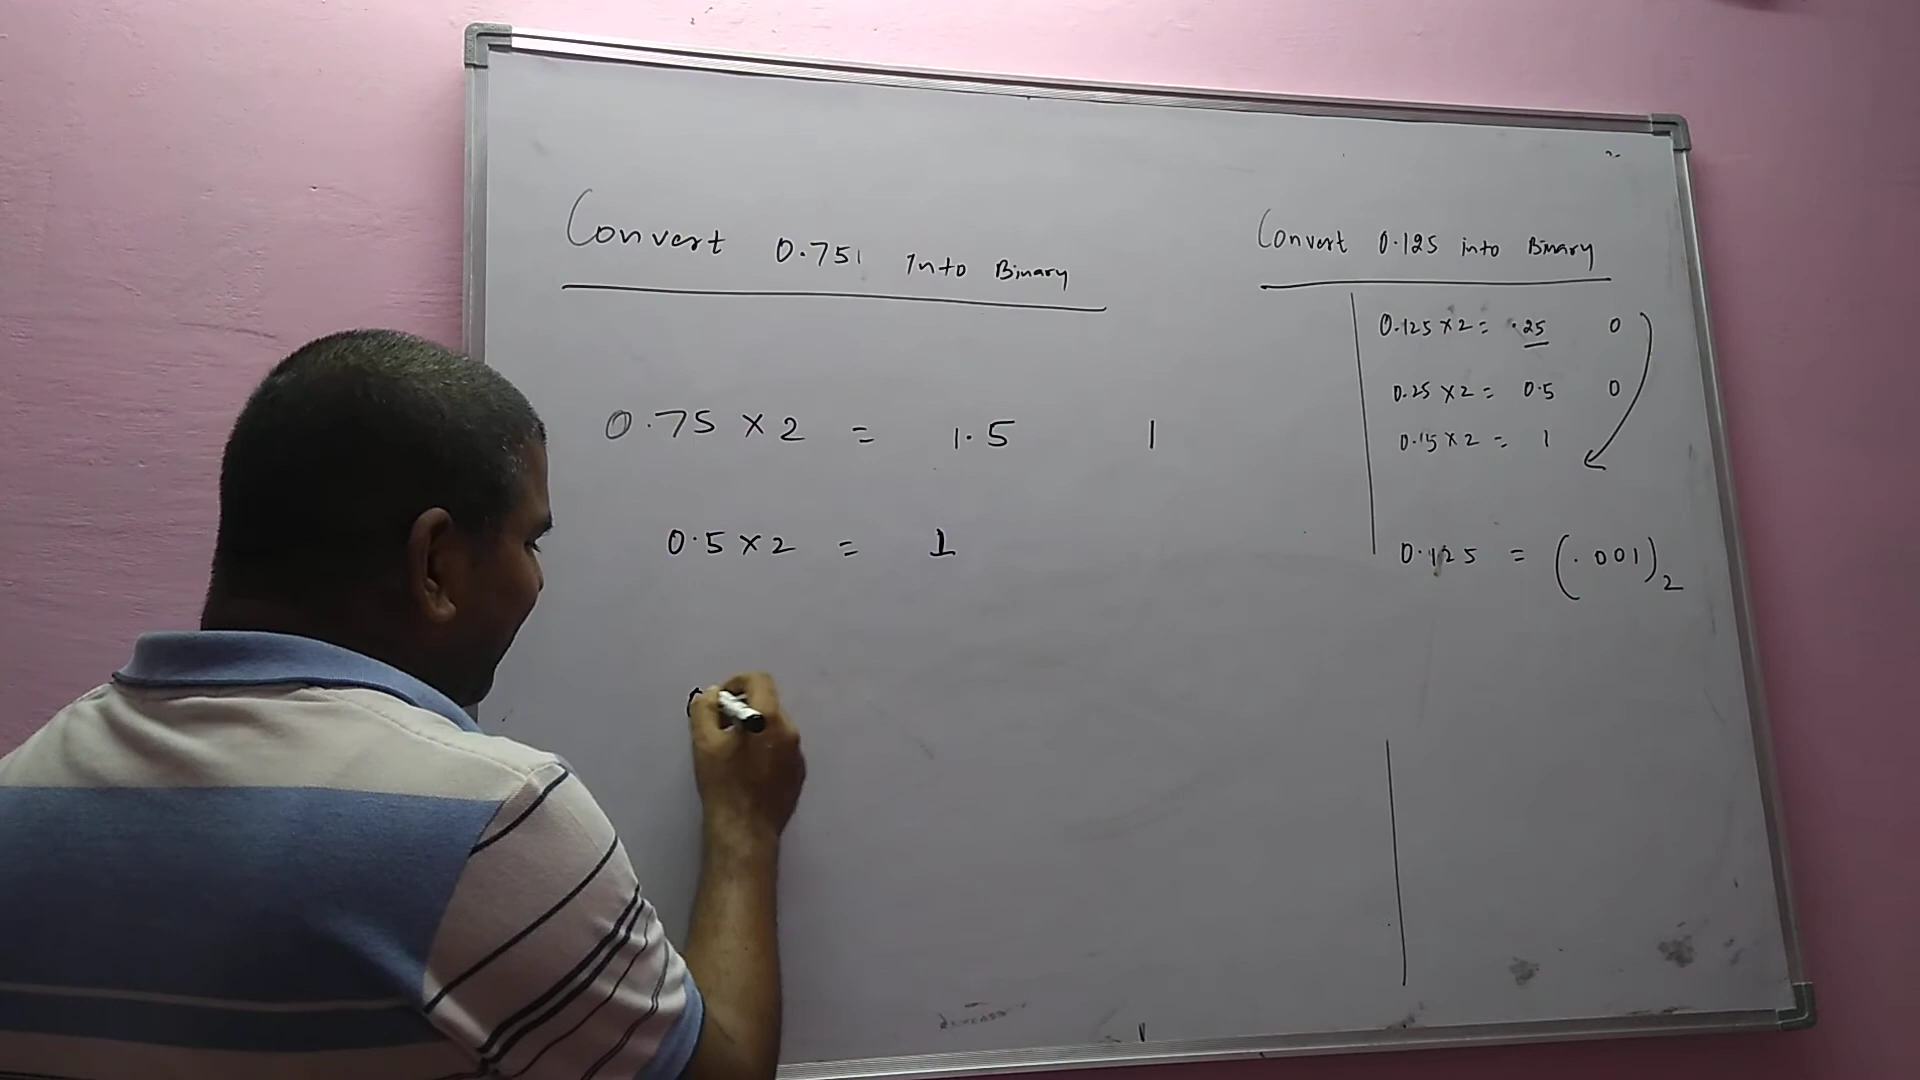 Convert 0.751 Into Binary
0.75 × 2 = 1.5 1
0.5 × 2 = 1
Convert 0.125 into Binary
0.125 × 2 = .25 0
0.25 × 2 = 0.5 0
0.15 × 2 = 1
0.125 = (.001)2